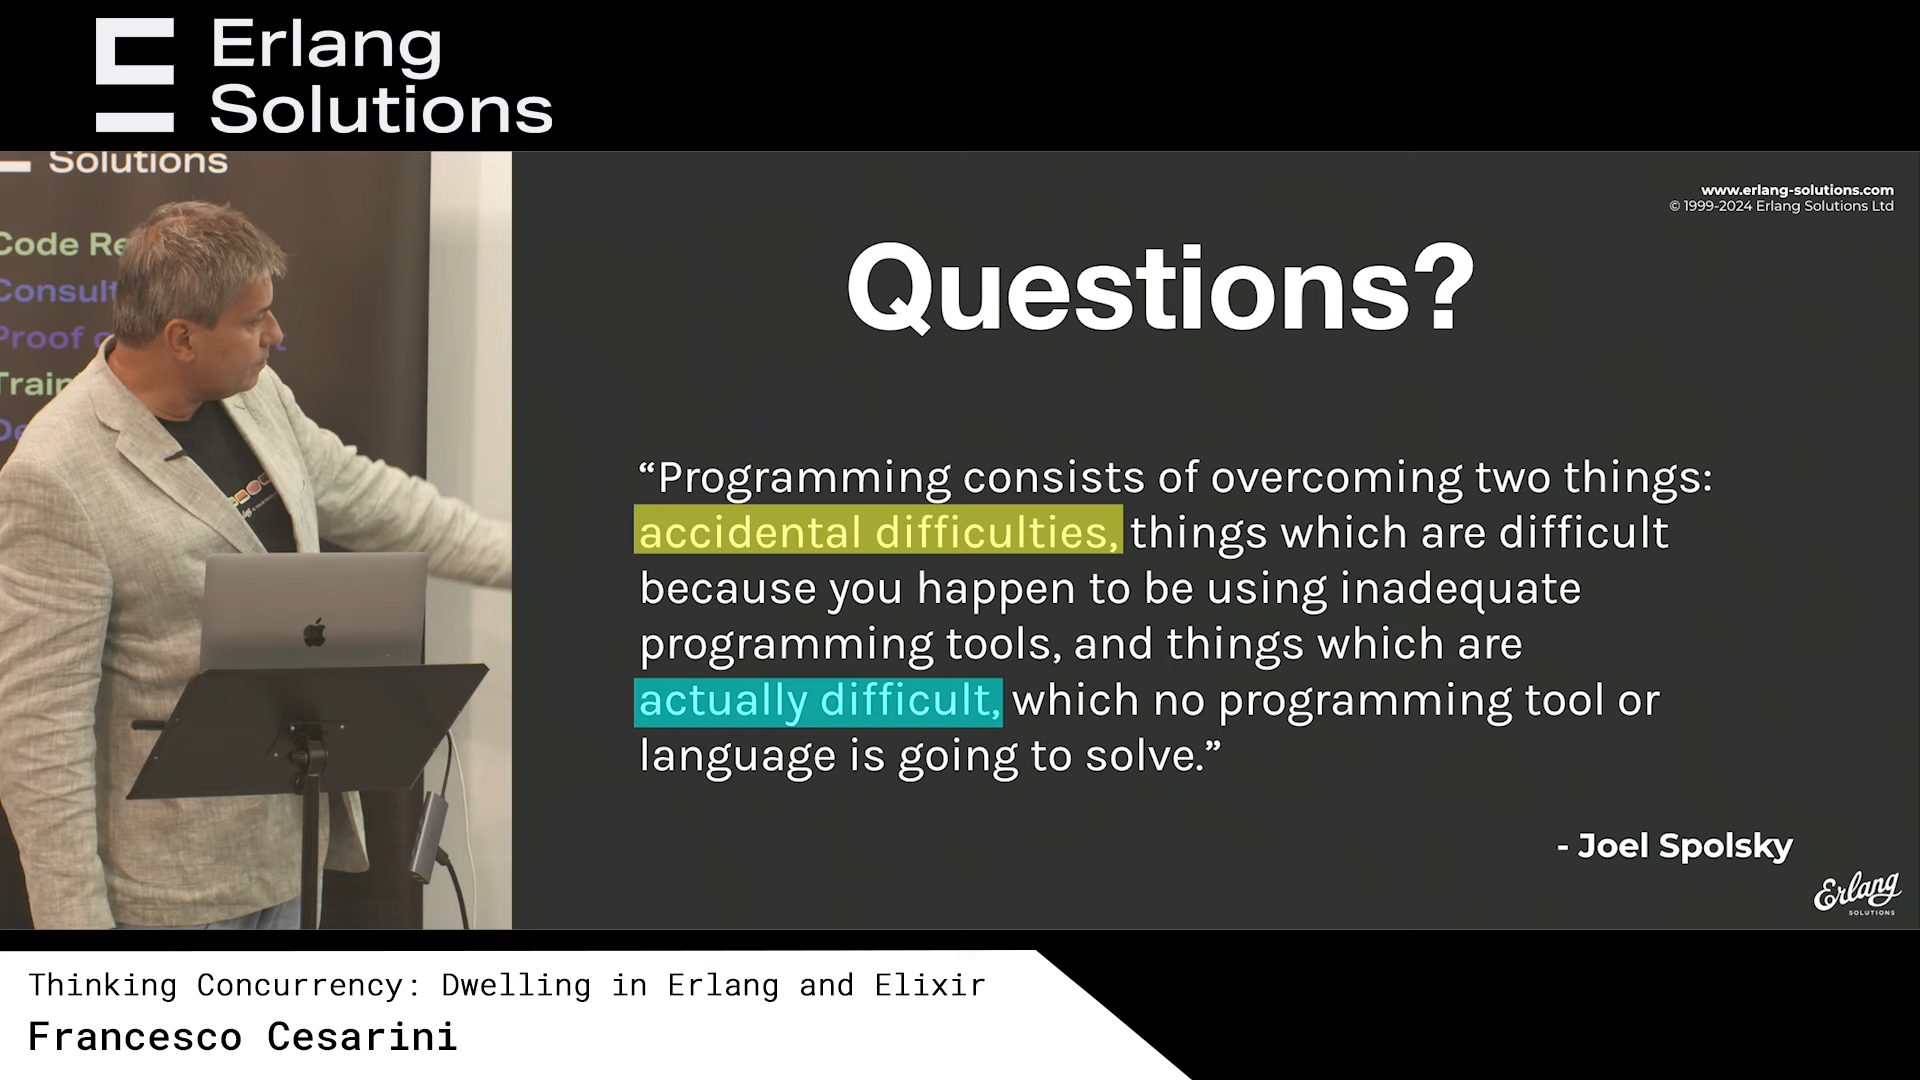 Erlang
Solutions
Solutions
Code Re
Consult
Proof
Train
De
www.erlang-solutions.com
© 1999-2024 Erlang Solutions Ltd
Questions?
“Programming consists of overcoming two things:
accidental difficulties, things which are difficult
because you happen to be using inadequate
programming tools, and things which are
actually difficult, which no programming tool or
language is going to solve.”
- Joel Spolsky
Erlang
SOLUTIONS
Thinking Concurrency: Dwelling in Erlang and Elixir
Francesco Cesarini